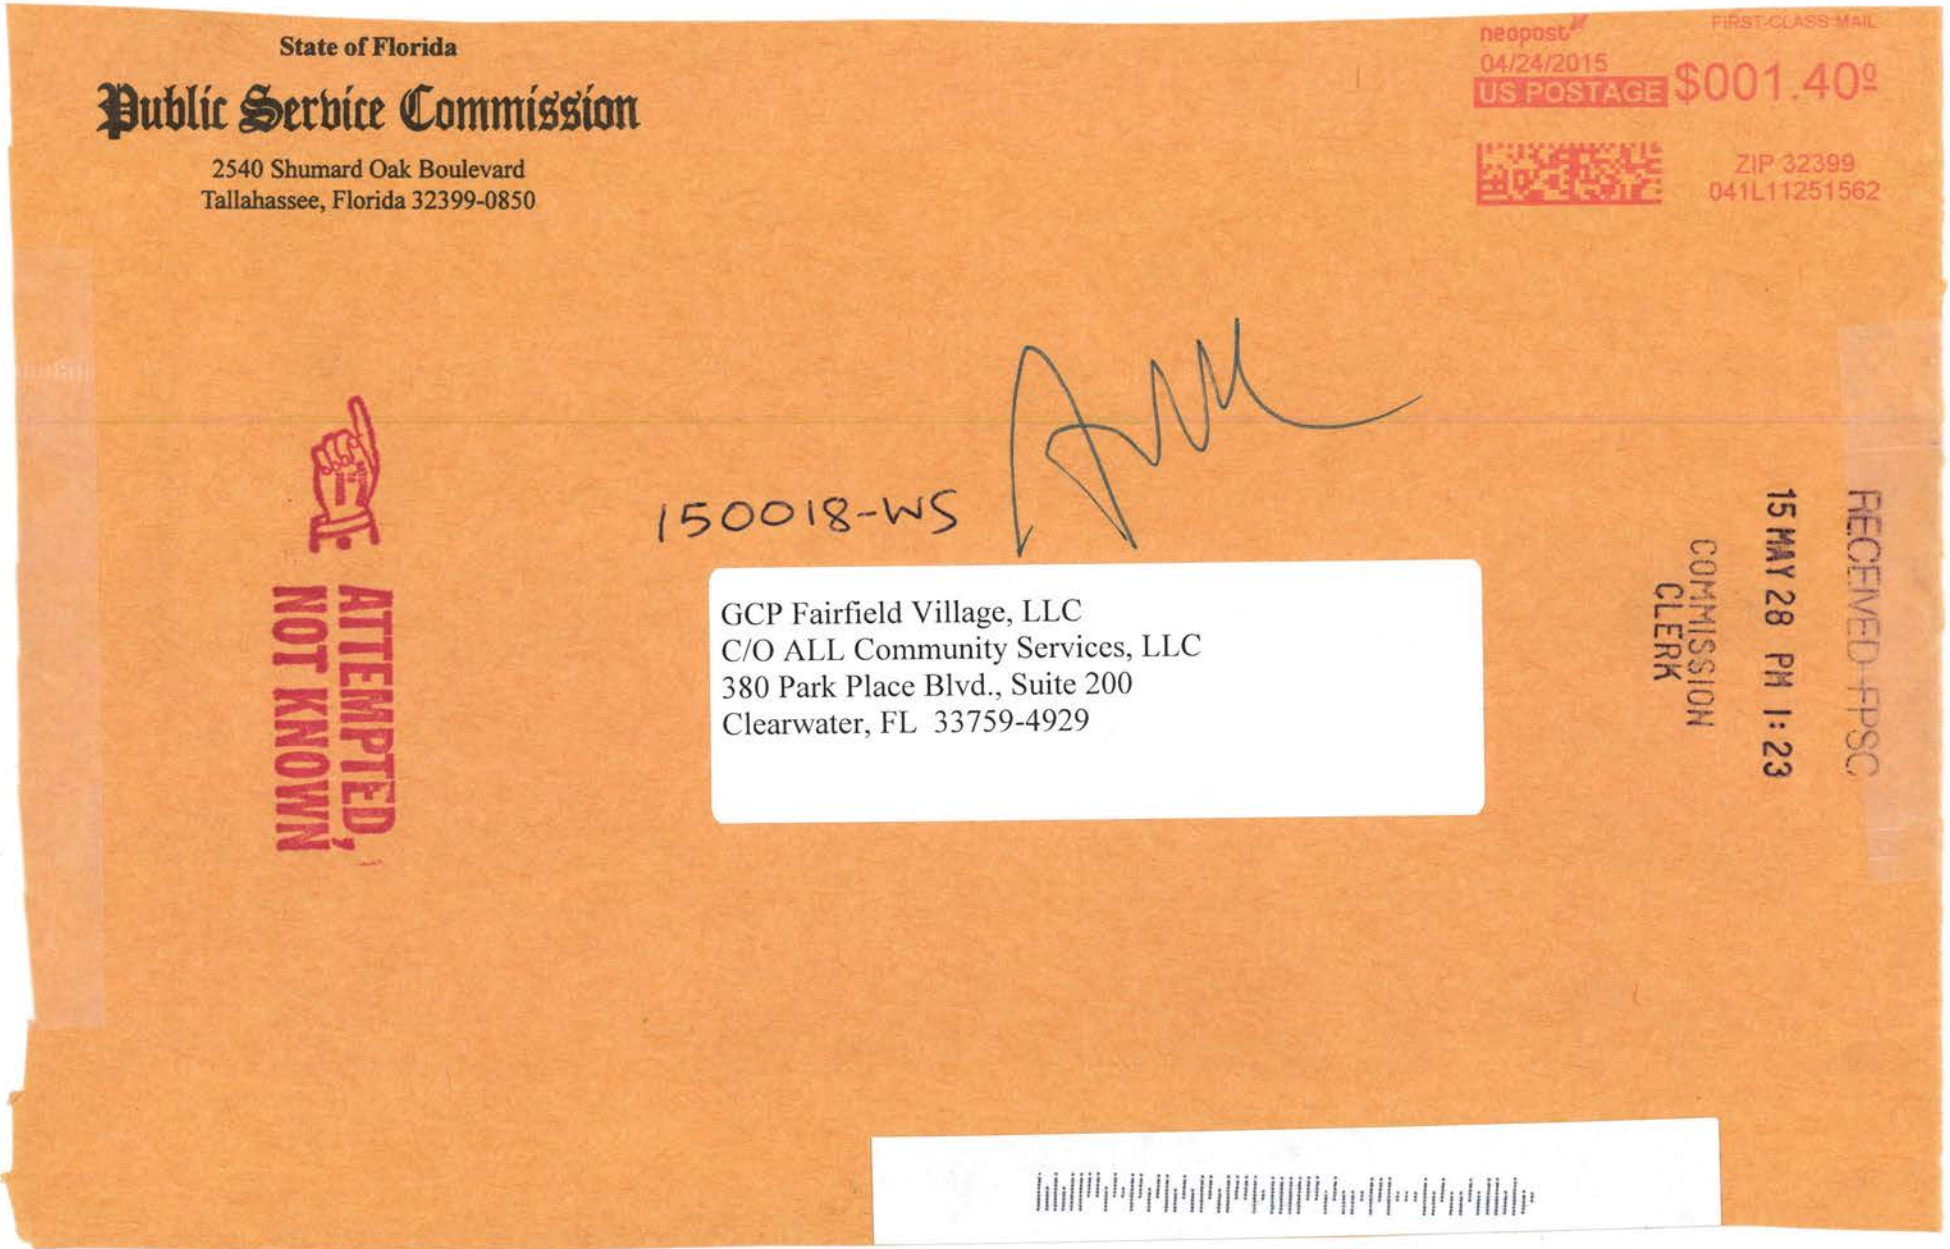 State of Florida
Public Service Commission
2540 Shumard Oak Boulevard
Tallahassee, Florida 32399-0850
neopost
04/24/2015
US POSTAGE
FIRST-CLASS MAIL
$001.40⁰
ZIP 32399
041L11251562
150018-WS
GCP Fairfield Village, LLC
C/O ALL Community Services, LLC
380 Park Place Blvd., Suite 200
Clearwater, FL 33759-4929
ATTEMPTED,
NOT KNOWN
RECEIVED-FPSC
15 MAY 28 PM 1:23
COMMISSION
CLERK